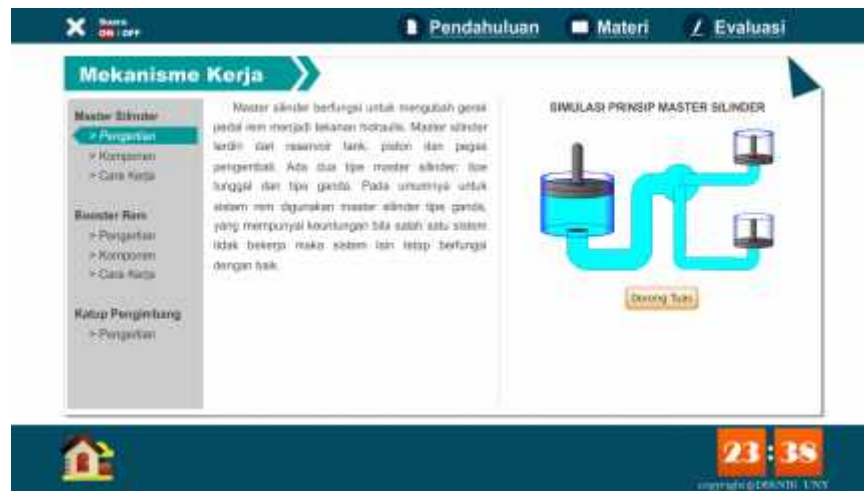 Suara
ON | OFF
Pendahuluan
Materi
Evaluasi
Mekanisme Kerja
Master Silinder
> Pengertian
> Komponen
> Cara Kerja
Booster Rem
> Pengertian
> Komponen
> Cara Kerja
Katup Pengimbang
> Pengertian
Master silinder berfungsi untuk mengubah gerak
pedal rem menjadi tekanan hidraulis. Master silinder
terdiri dari reservoir tank, piston dan pegas
pengembali. Ada dua tipe master silinder: tipe
tunggal dan tipe ganda. Pada umumnya untuk
sistem rem digunakan master silinder tipe ganda,
yang mempunyai keuntungan bila salah satu sistem
tidak bekerja maka sistem lain tetap berfungsi
dengan baik.
SIMULASI PRINSIP MASTER SILINDER
Dorong Tuas
23:38
copyright@ UNY